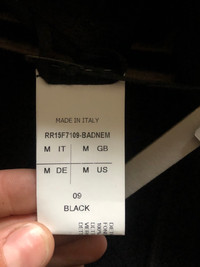 MADE IN ITALY
RR15F7109-BADNEM
M IT M GB
M DE M US
09
BLACK